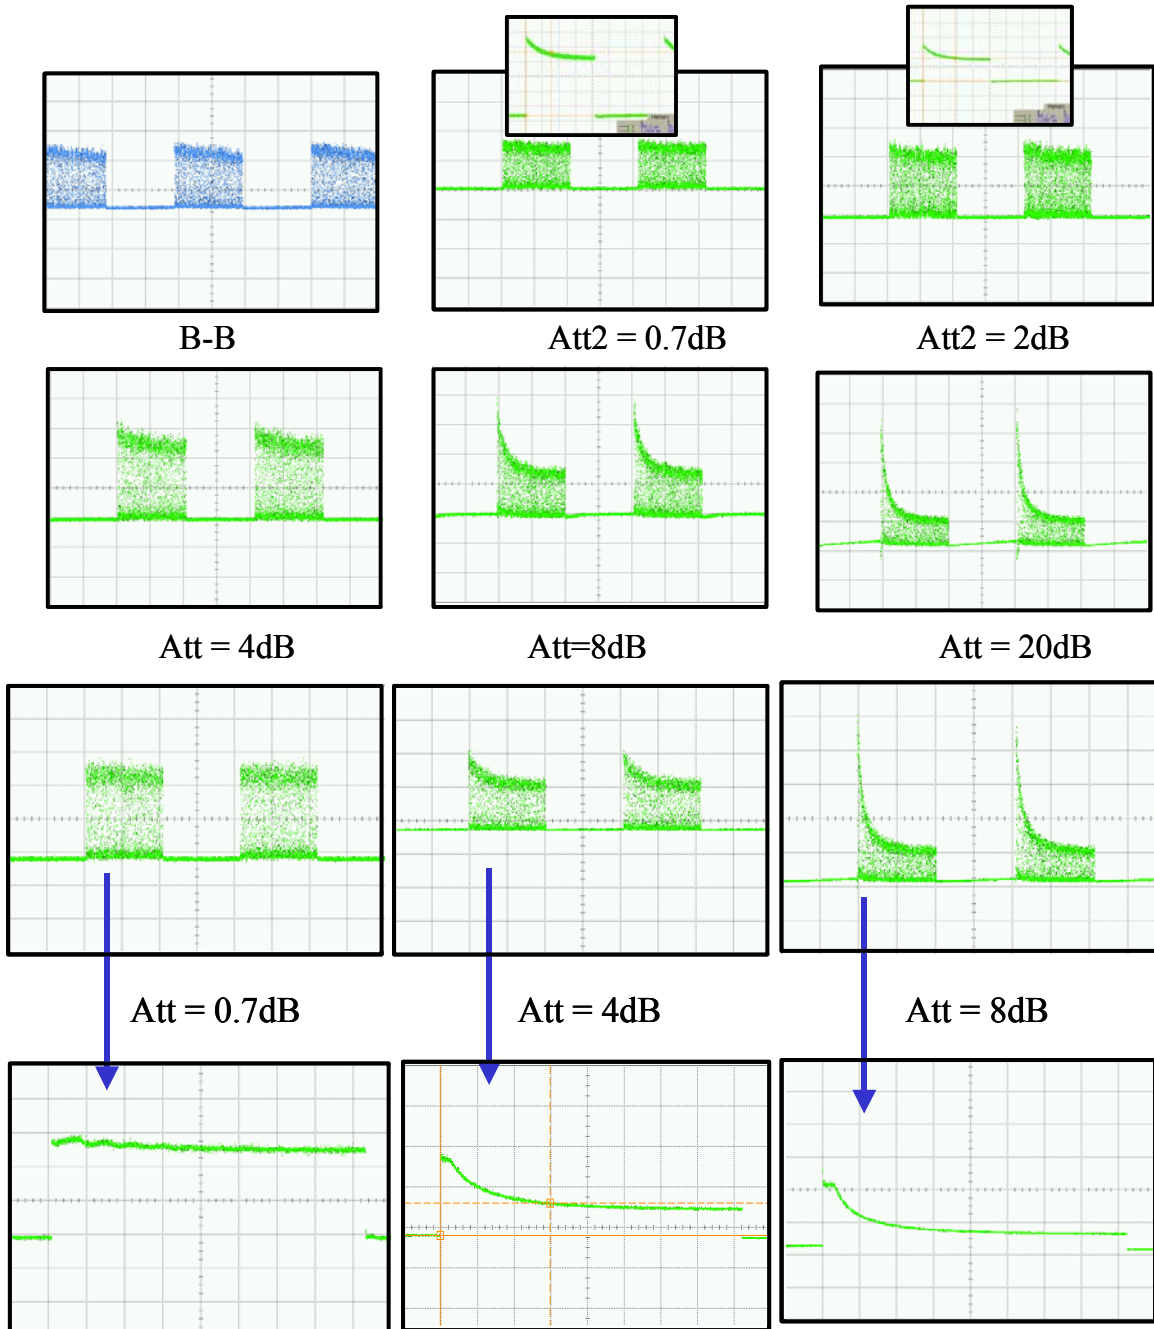 B-B
Att2 = 0.7dB
Att2 = 2dB
Att = 4dB
Att=8dB
Att = 20dB
Att = 0.7dB
Att = 4dB
Att = 8dB